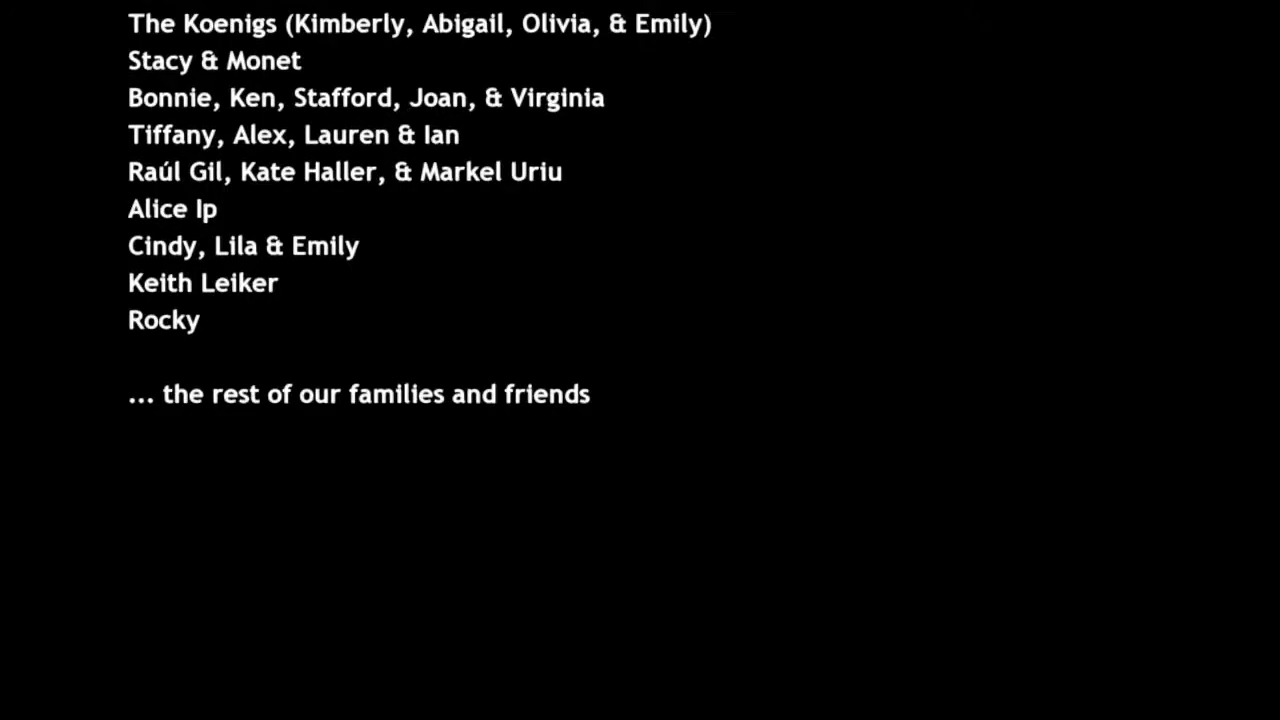 The Koenigs (Kimberly, Abigail, Olivia, & Emily)
Stacy & Monet
Bonnie, Ken, Stafford, Joan, & Virginia
Tiffany, Alex, Lauren & Ian
Raúl Gil, Kate Haller, & Markel Uriu
Alice Ip
Cindy, Lila & Emily
Keith Leiker
Rocky
... the rest of our families and friends